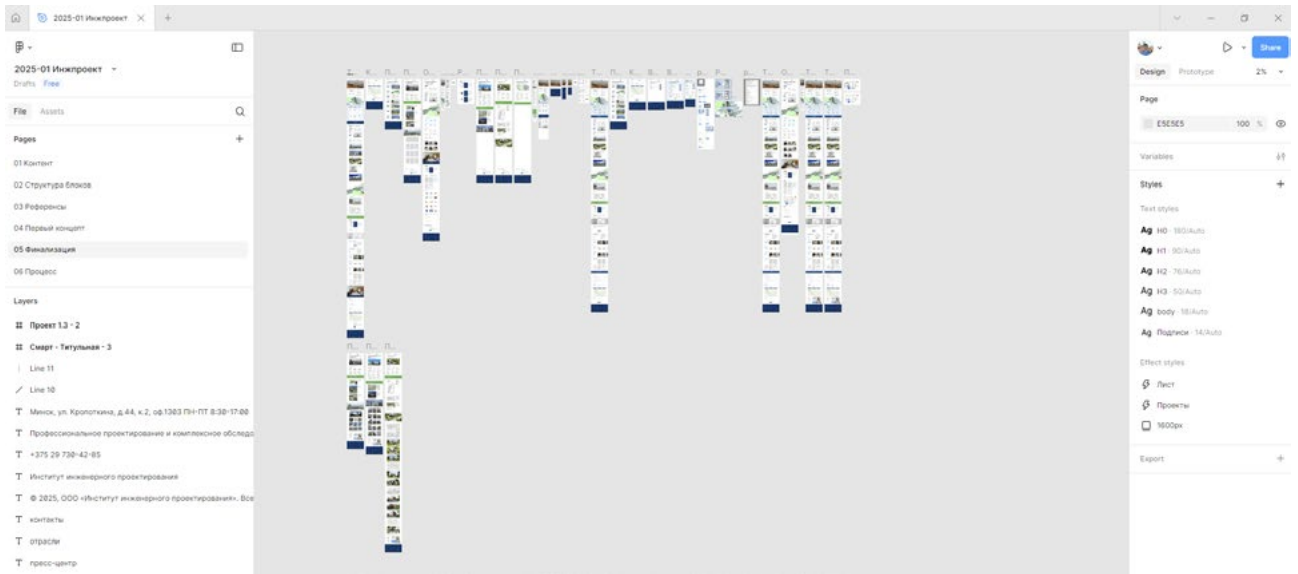 2025-01 Инжпроект
2025-01 Инжпроект
Drafts Free
File Assets
Pages
01 Контент
02 Структура блоков
03 Референсы
04 Первый концепт
05 Финализация
06 Процесс
Layers
Проект 1.3 - 2
Смарт - Титульная - 3
Line 11
Line 10
Минск, ул. Кропоткина, д.44, к.2, оф.1303 ПН-ПТ 8:30-17:00
Профессиональное проектирование и комплексное обследо
+375 29 730-42-85
Институт инженерного проектирования
© 2025, ООО «Институт инженерного проектирования». Все
контакты
отрасли
пресс-центр
Share
Design Prototype 2%
Page
E5E5E5 100 %
Variables
Styles
Text styles
Ag H0 · 180/Auto
Ag H1 · 90/Auto
Ag H2 · 76/Auto
Ag H3 · 50/Auto
Ag body · 18/Auto
Ag Подписи · 14/Auto
Effect styles
Лист
Проекты
1600px
Export